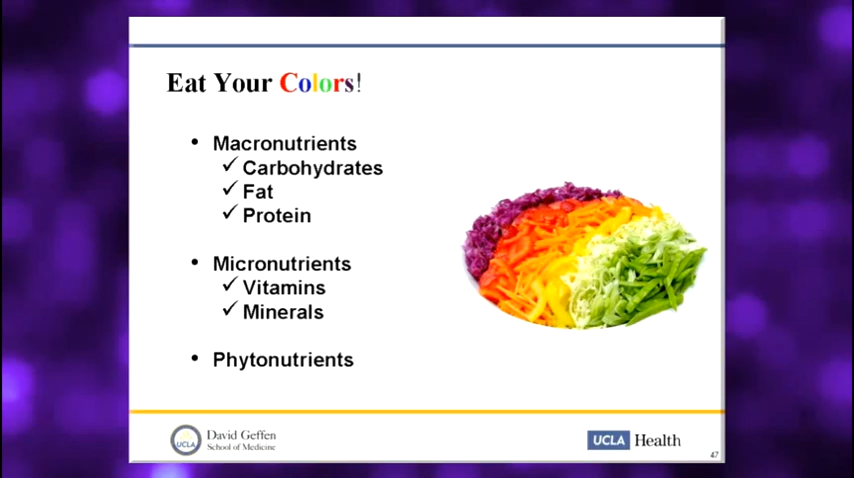 Eat Your Colors!
• Macronutrients
✓ Carbohydrates
✓ Fat
✓ Protein
• Micronutrients
✓ Vitamins
✓ Minerals
• Phytonutrients
UCLA
David Geffen
School of Medicine
UCLA Health
47